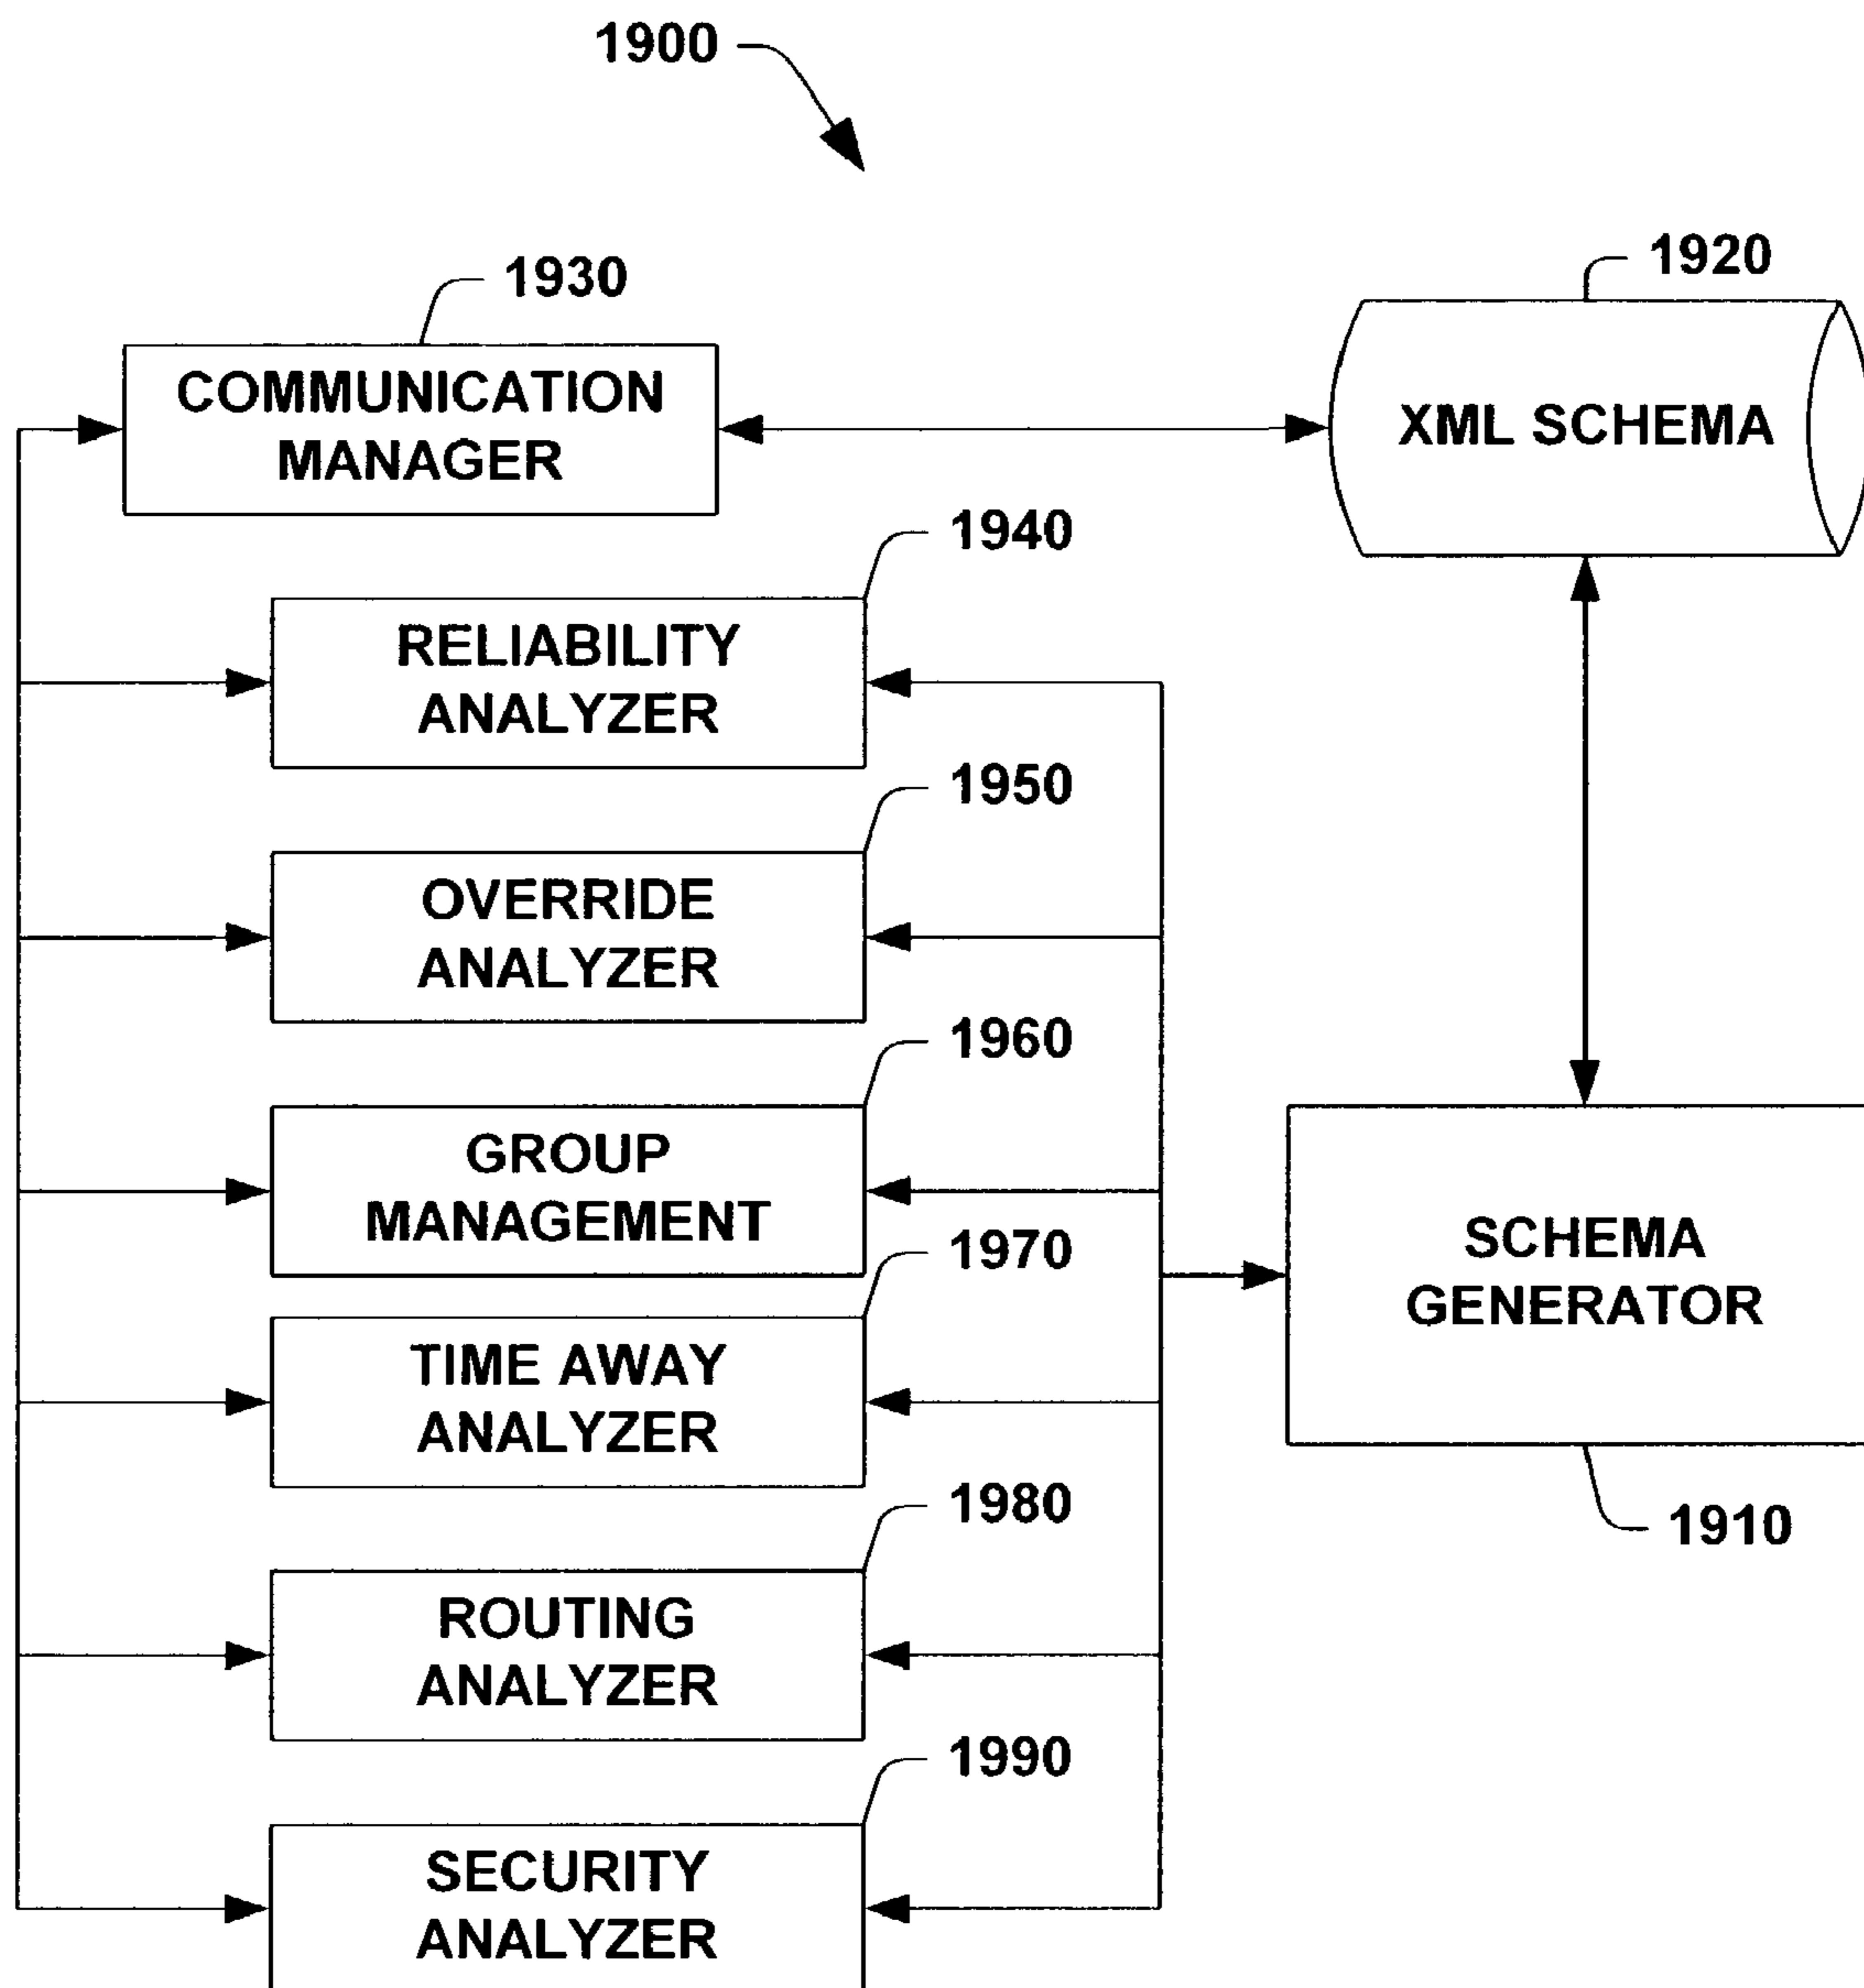 1900
1930
1920
COMMUNICATION
MANAGER
XML SCHEMA
1940
RELIABILITY
ANALYZER
1950
OVERRIDE
ANALYZER
1960
GROUP
MANAGEMENT
1970
SCHEMA
GENERATOR
TIME AWAY
ANALYZER
1980
1910
ROUTING
ANALYZER
1990
SECURITY
ANALYZER